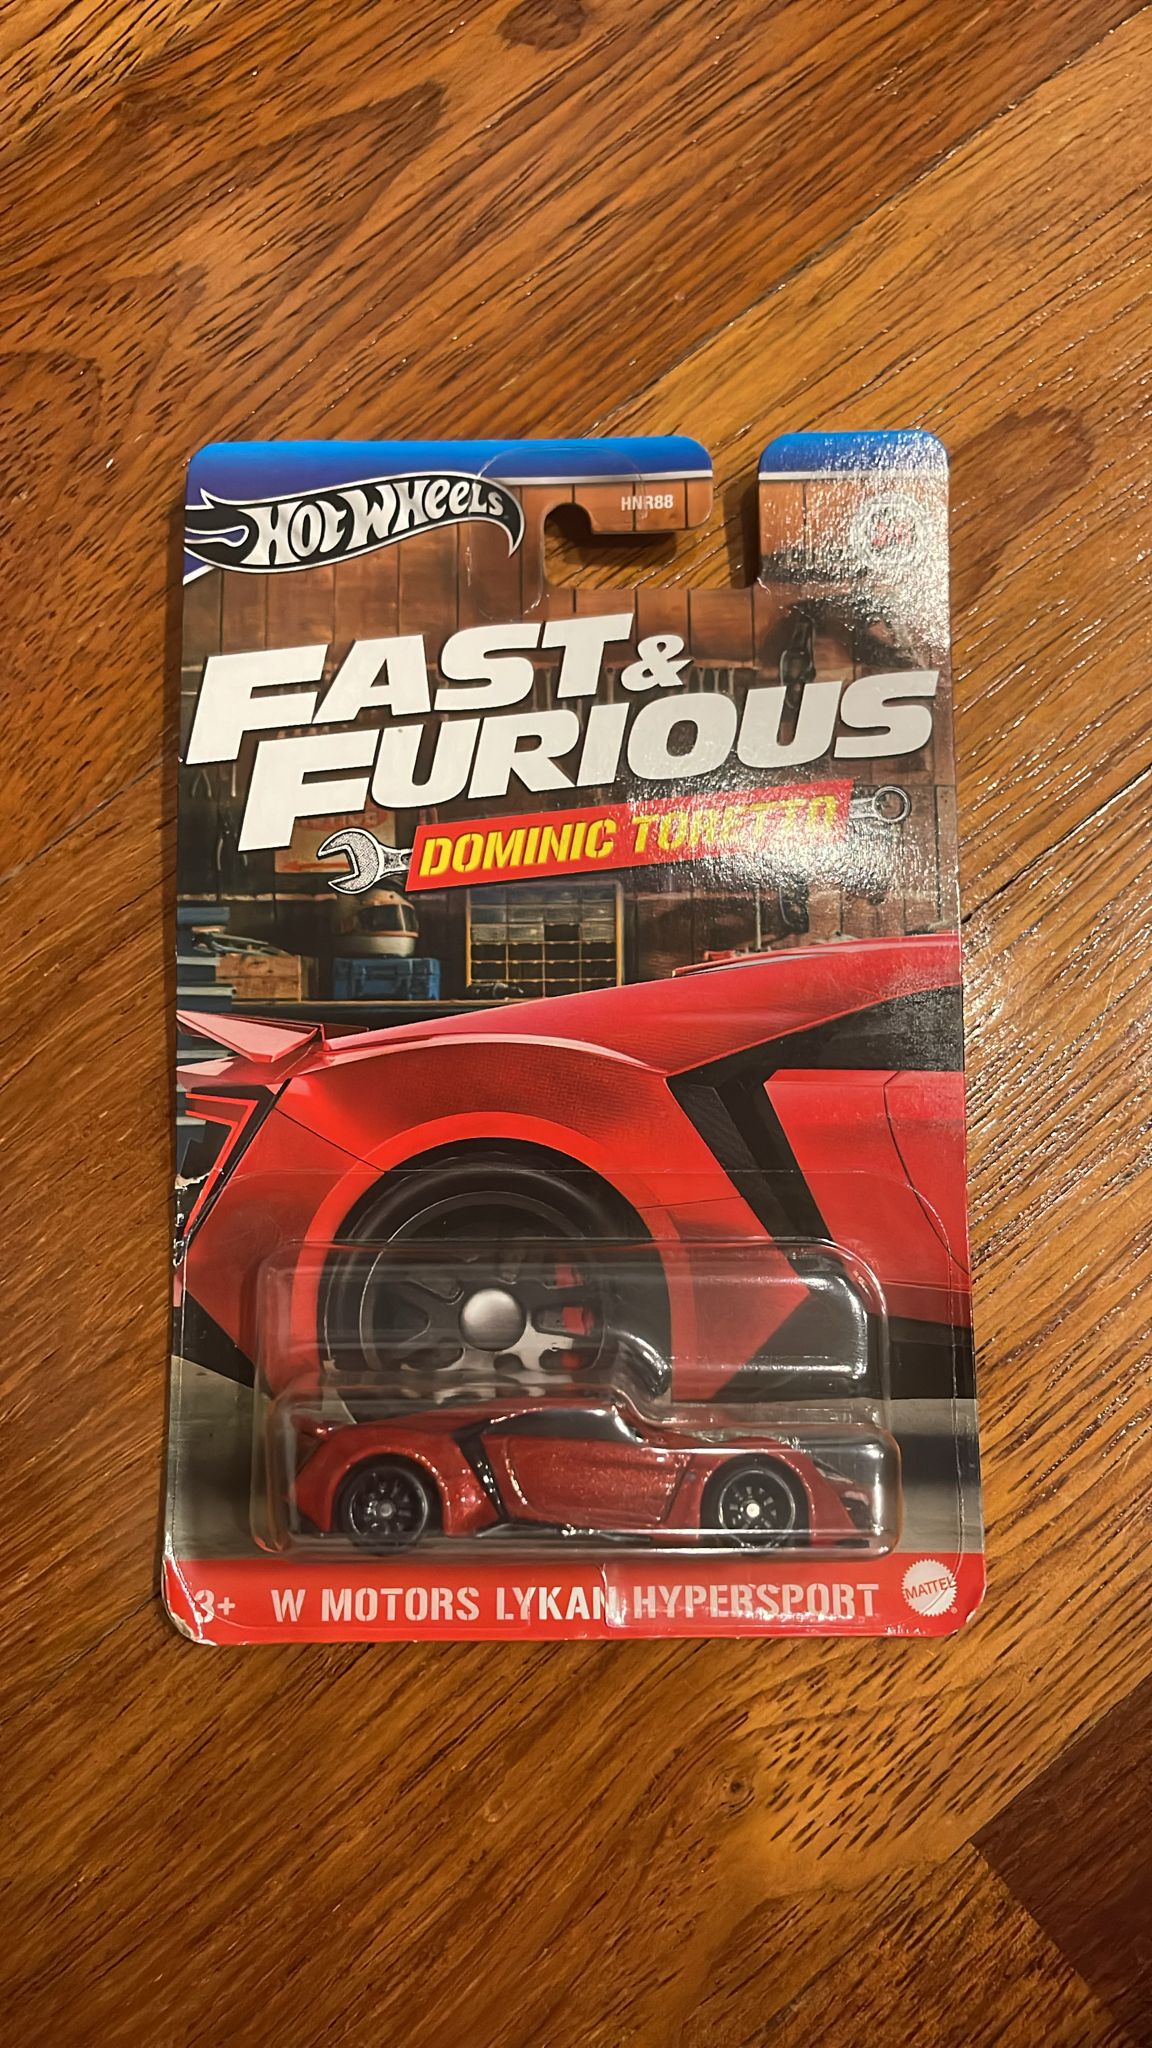 HOT WHEELS
HNR88
FAST &
FURIOUS
DOMINIC TORETTO
3+ W MOTORS LYKAN HYPERSPORT MATTEL